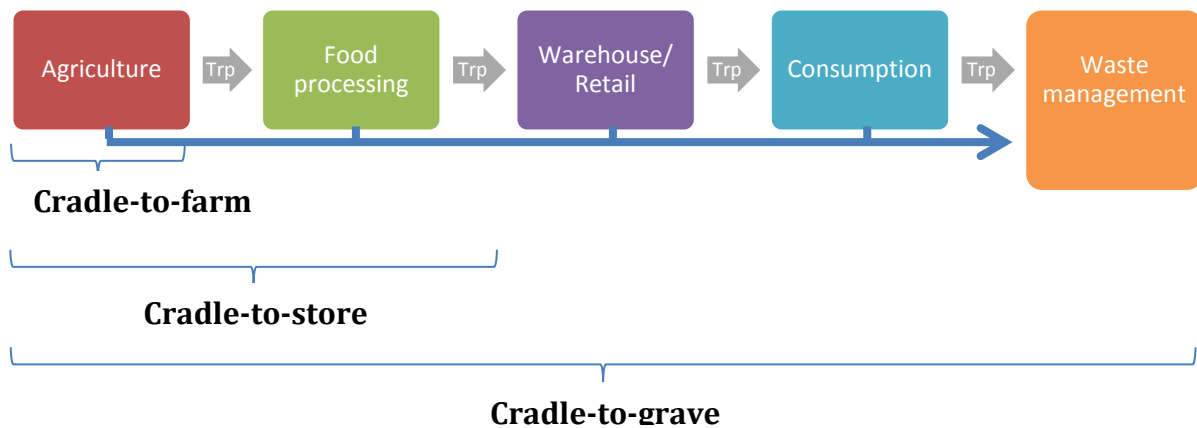 Agriculture
Trp
Food
processing
Trp
Warehouse/
Retail
Trp
Consumption
Trp
Waste
management
Cradle-to-farm
Cradle-to-store
Cradle-to-grave